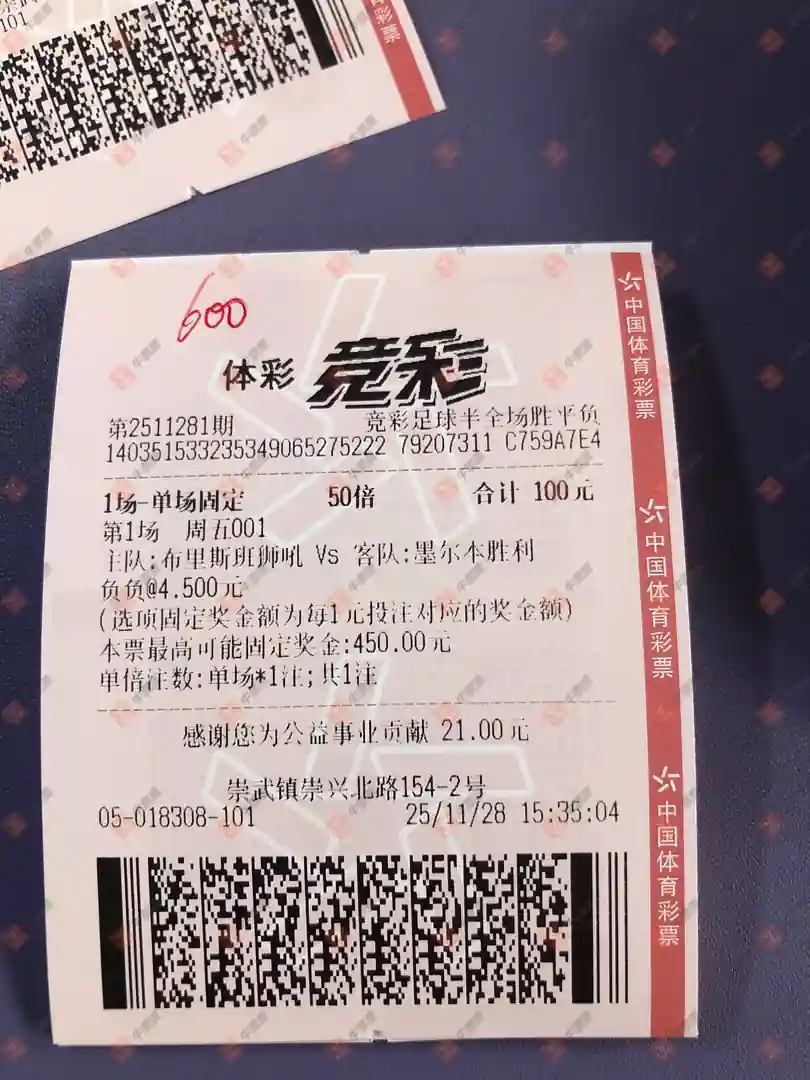 101
彩票
600
体彩 竞彩
第2511281期 竞彩足球半全场胜平负
140351533235349065275222 79207311 C759A7E4
1场-单场固定 50倍 合计 100元
第1场 周五001
主队:布里斯班狮吼 Vs 客队:墨尔本胜利
负负@4.500元
(选项固定奖金额为每1元投注对应的奖金额)
本票最高可能固定奖金:450.00元
单倍注数:单场*1注;共1注
感谢您为公益事业贡献 21.00元
崇武镇崇兴北路154-2号
05-018308-101 25/11/28 15:35:04
中国体育彩票
中国体育彩票
中国体育彩票